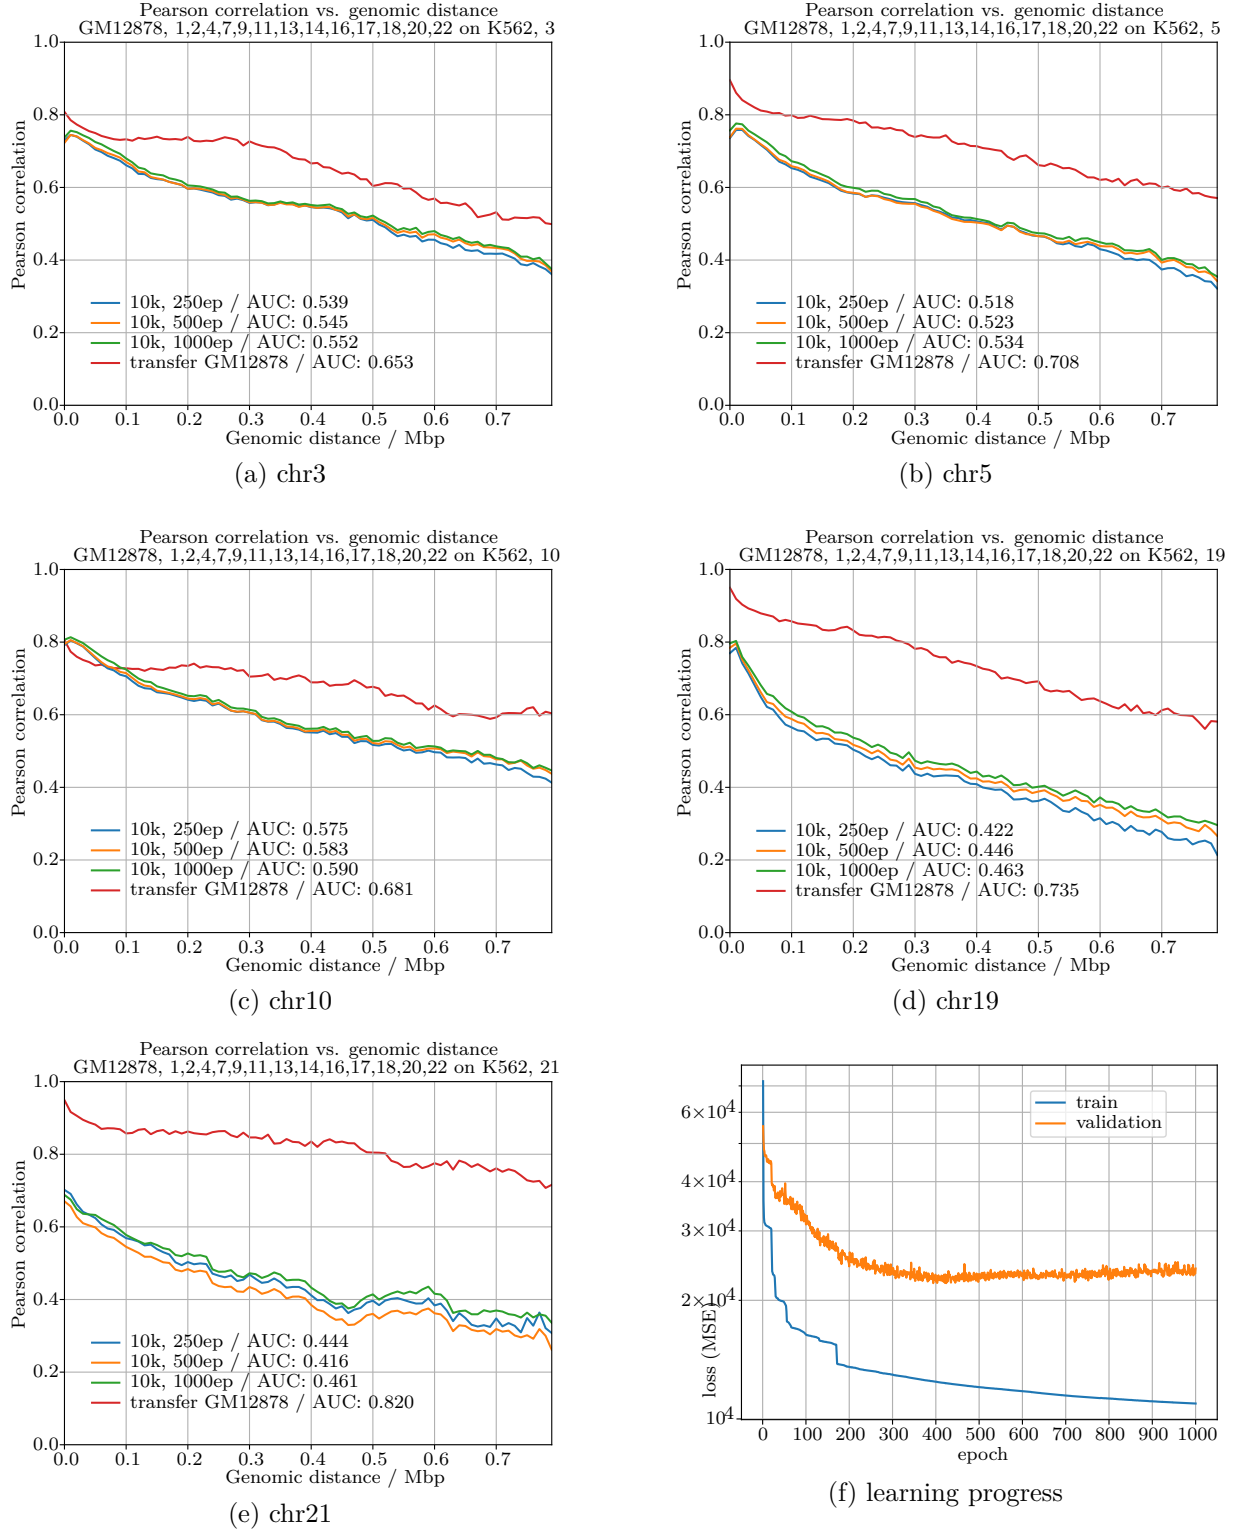 Pearson correlation vs. genomic distance
GM12878, 1,2,4,7,9,11,13,14,16,17,18,20,22 on K562, 3
1.0
0.8
0.6
0.4
0.2
0.0
Pearson correlation
10k, 250ep / AUC: 0.539
10k, 500ep / AUC: 0.545
10k, 1000ep / AUC: 0.552
transfer GM12878 / AUC: 0.653
0.0 0.1 0.2 0.3 0.4 0.5 0.6 0.7
Genomic distance / Mbp
(a) chr3
Pearson correlation vs. genomic distance
GM12878, 1,2,4,7,9,11,13,14,16,17,18,20,22 on K562, 5
1.0
0.8
0.6
0.4
0.2
0.0
Pearson correlation
10k, 250ep / AUC: 0.518
10k, 500ep / AUC: 0.523
10k, 1000ep / AUC: 0.534
transfer GM12878 / AUC: 0.708
0.0 0.1 0.2 0.3 0.4 0.5 0.6 0.7
Genomic distance / Mbp
(b) chr5
Pearson correlation vs. genomic distance
GM12878, 1,2,4,7,9,11,13,14,16,17,18,20,22 on K562, 10
1.0
0.8
0.6
0.4
0.2
0.0
Pearson correlation
10k, 250ep / AUC: 0.575
10k, 500ep / AUC: 0.583
10k, 1000ep / AUC: 0.590
transfer GM12878 / AUC: 0.681
0.0 0.1 0.2 0.3 0.4 0.5 0.6 0.7
Genomic distance / Mbp
(c) chr10
Pearson correlation vs. genomic distance
GM12878, 1,2,4,7,9,11,13,14,16,17,18,20,22 on K562, 19
1.0
0.8
0.6
0.4
0.2
0.0
Pearson correlation
10k, 250ep / AUC: 0.422
10k, 500ep / AUC: 0.446
10k, 1000ep / AUC: 0.463
transfer GM12878 / AUC: 0.735
0.0 0.1 0.2 0.3 0.4 0.5 0.6 0.7
Genomic distance / Mbp
(d) chr19
Pearson correlation vs. genomic distance
GM12878, 1,2,4,7,9,11,13,14,16,17,18,20,22 on K562, 21
1.0
0.8
0.6
0.4
0.2
0.0
Pearson correlation
10k, 250ep / AUC: 0.444
10k, 500ep / AUC: 0.416
10k, 1000ep / AUC: 0.461
transfer GM12878 / AUC: 0.820
0.0 0.1 0.2 0.3 0.4 0.5 0.6 0.7
Genomic distance / Mbp
(e) chr21
6×10⁴
4×10⁴
3×10⁴
2×10⁴
10⁴
loss (MSE)
train
validation
0 100 200 300 400 500 600 700 800 900 1000
epoch
(f) learning progress